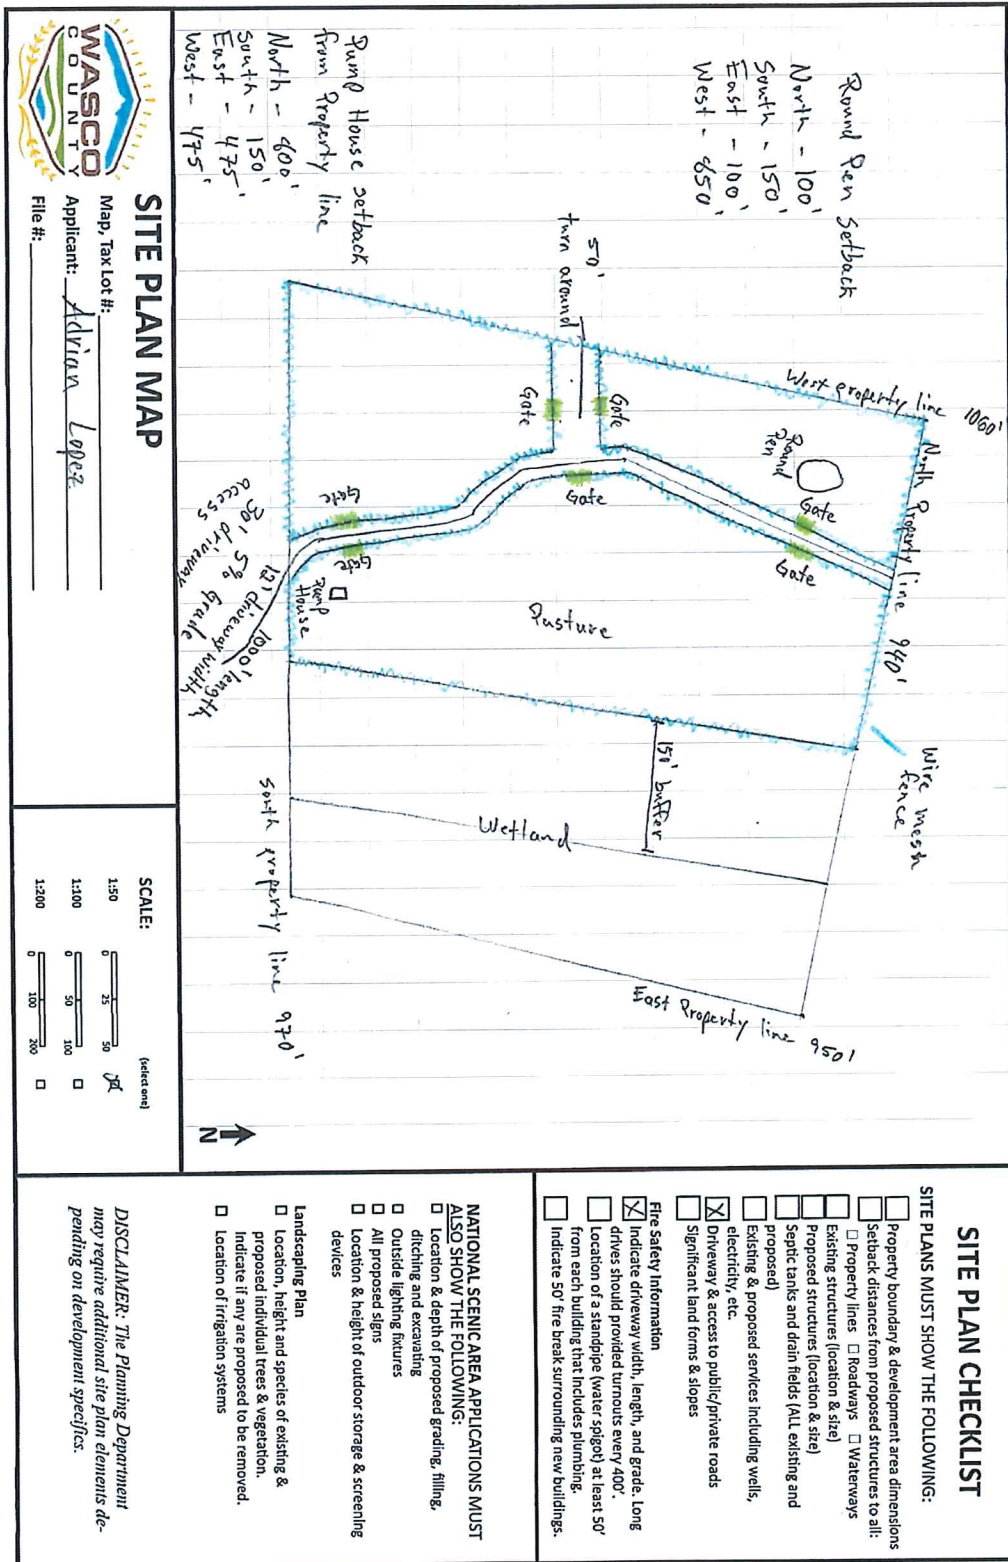 Round Pen Setback
North - 100'
South - 150'
East - 100'
West - 650'
Pump House setback
from Property line
North - 600'
South - 150'
East - 475'
West - 475'
50'
turn around
West property line 1060'
North Property line 940'
Round
Pen
Gate
Gate
Gate
Gate
Gate
Gate
Gate
Pump
House
Pasture
Wire mesh
fence
150' buffer
Wetland
East Property line 950'
south property line 970'
12' driveway width
1000' length
5% grade
30' driveway
access
N
WASCO
COUNTY
SITE PLAN MAP
Map, Tax Lot #:
Applicant: Adrian Lopez
File #:
SCALE: (select one)
1:50 0 25 50
1:100 0 50 100
1:200 0 100 200
SITE PLAN CHECKLIST
SITE PLANS MUST SHOW THE FOLLOWING:
Property boundary & development area dimensions
Setback distances from proposed structures to all:
Property lines Roadways Waterways
Existing structures (location & size)
Proposed structures (location & size)
Septic tanks and drain fields (ALL existing and
proposed)
Existing & proposed services including wells,
electricity, etc.
Driveway & access to public/private roads
Significant land forms & slopes
Fire Safety Information
Indicate driveway width, length, and grade. Long
drives should provided turnouts every 400'.
Location of a standpipe (water spigot) at least 50'
from each building that includes plumbing.
Indicate 50' fire break surrounding new buildings.
NATIONAL SCENIC AREA APPLICATIONS MUST
ALSO SHOW THE FOLLOWING:
Location & depth of proposed grading, filling,
ditching and excavating
Outside lighting fixtures
All proposed signs
Location & height of outdoor storage & screening
devices
Landscaping Plan
Location, height and species of existing &
proposed individual trees & vegetation.
Indicate if any are proposed to be removed.
Location of irrigation systems
DISCLAIMER: The Planning Department
may require additional site plan elements de-
pending on development specifics.